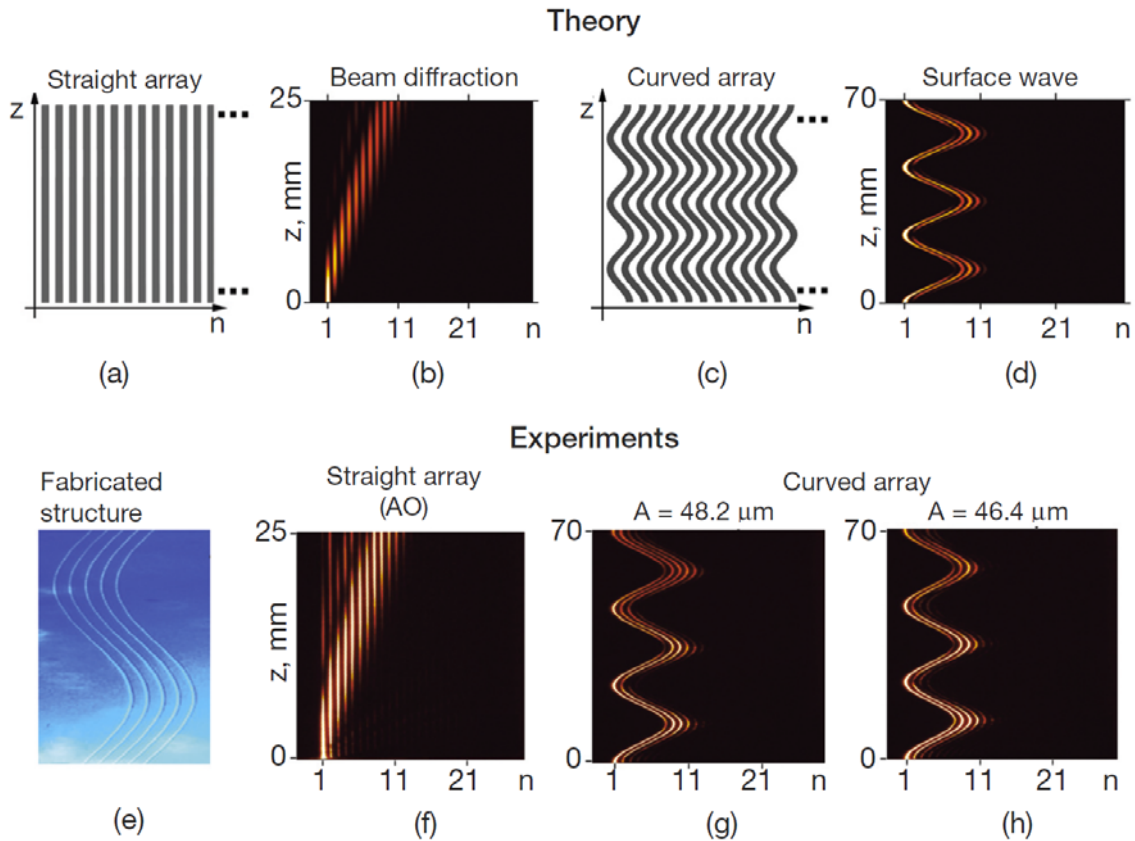 Theory
Straight array
z
n
(a)
Beam diffraction
25
z, mm
0
1 11 21 n
(b)
Curved array
z
n
(c)
Surface wave
70
z, mm
0
1 11 21 n
(d)
Experiments
Fabricated
structure
(e)
Straight array
(AO)
25
z, mm
0
1 11 21 n
(f)
Curved array
A = 48.2 μm
70
0
1 11 21 n
(g)
A = 46.4 μm
70
0
1 11 21 n
(h)